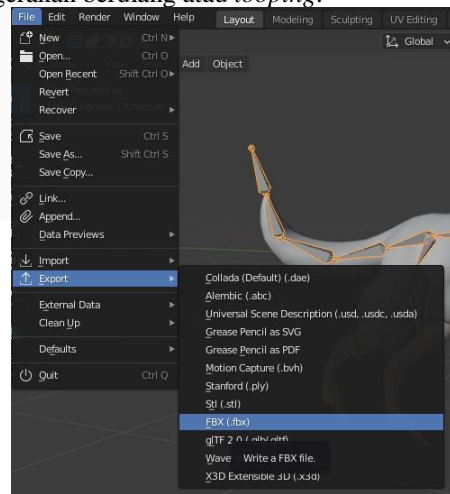 gerakan berulang atau looping.
File Edit Render Window Help Layout Modeling Sculpting UV Editing
New Ctrl N
Global
Open... Ctrl O
Add Object
Open Recent Shift Ctrl O
Revert
Recover
Save Ctrl S
Save As... Shift Ctrl S
Save Copy...
Link...
Append...
Data Previews
Import
Export
Collada (Default) (.dae)
Alembic (.abc)
External Data
Universal Scene Description (.usd, .usdc, .usda)
Clean Up
Grease Pencil as SVG
Defaults
Grease Pencil as PDF
Motion Capture (.bvh)
Quit Ctrl Q
Stanford (.ply)
Stl (.stl)
FBX (.fbx)
glTF 2.0 (.glb/.gltf)
Wave Write a FBX file.
X3D Extensible 3D (.x3d)